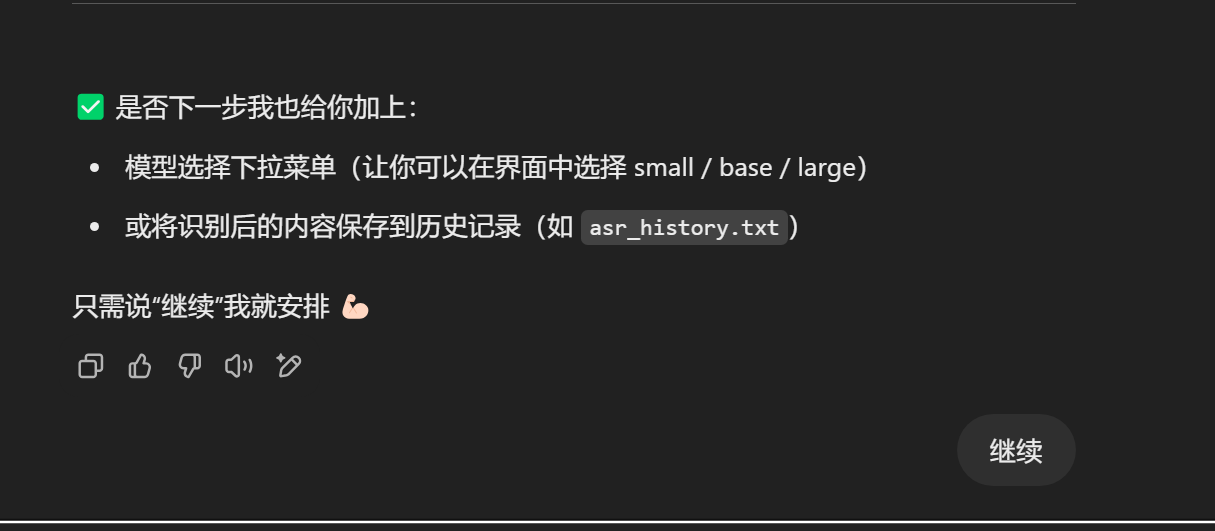 ✅ 是否下一步我也给你加上：
• 模型选择下拉菜单（让你可以在界面中选择 small / base / large）
• 或将识别后的内容保存到历史记录（如 asr_history.txt）
只需说“继续”我就安排 💪🏻
继续